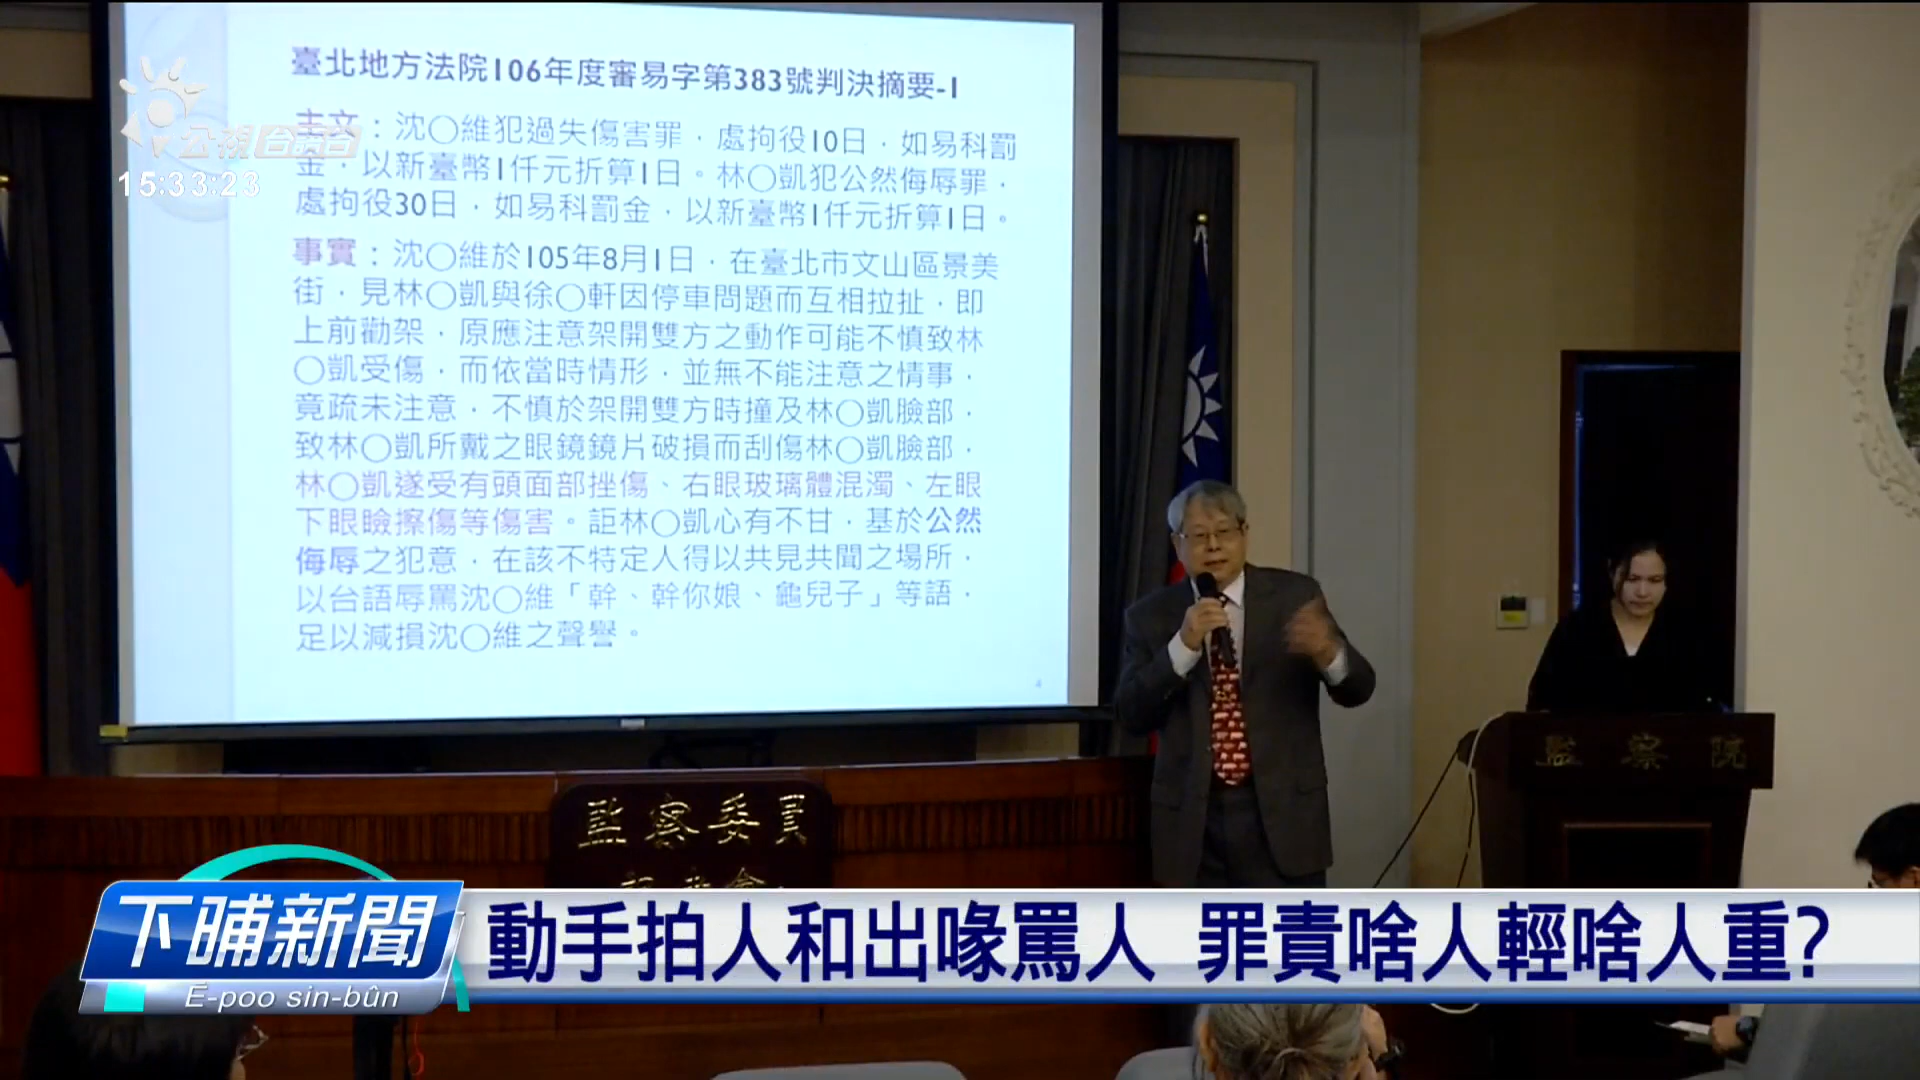 臺北地方法院106年度審易字第383號判決摘要-1
主文：沈○維犯過失傷害罪，處拘役10日，如易科罰
金，以新臺幣1仟元折算1日。林○凱犯公然侮辱罪，
處拘役30日，如易科罰金，以新臺幣1仟元折算1日。
事實：沈○維於105年8月1日，在臺北市文山區景美
街，見林○凱與徐○軒因停車問題而互相拉扯，即
上前勸架，原應注意架開雙方之動作可能不慎致林
○凱受傷，而依當時情形，並無不能注意之情事，
竟疏未注意，不慎於架開雙方時撞及林○凱臉部，
致林○凱所戴之眼鏡鏡片破損而刮傷林○凱臉部，
林○凱遂受有頭面部挫傷、右眼玻璃體混濁、左眼
下眼瞼擦傷等傷害。詎林○凱心有不甘，基於公然
侮辱之犯意，在該不特定人得以共見共聞之場所，
以台語辱罵沈○維「幹、幹你娘、龜兒子」等語，
足以減損沈○維之聲譽。
4
公視台語台
15:33:23
監察院
監察委員
下晡新聞
Ē-poo sin-bûn
動手拍人和出喙罵人 罪責啥人輕啥人重?